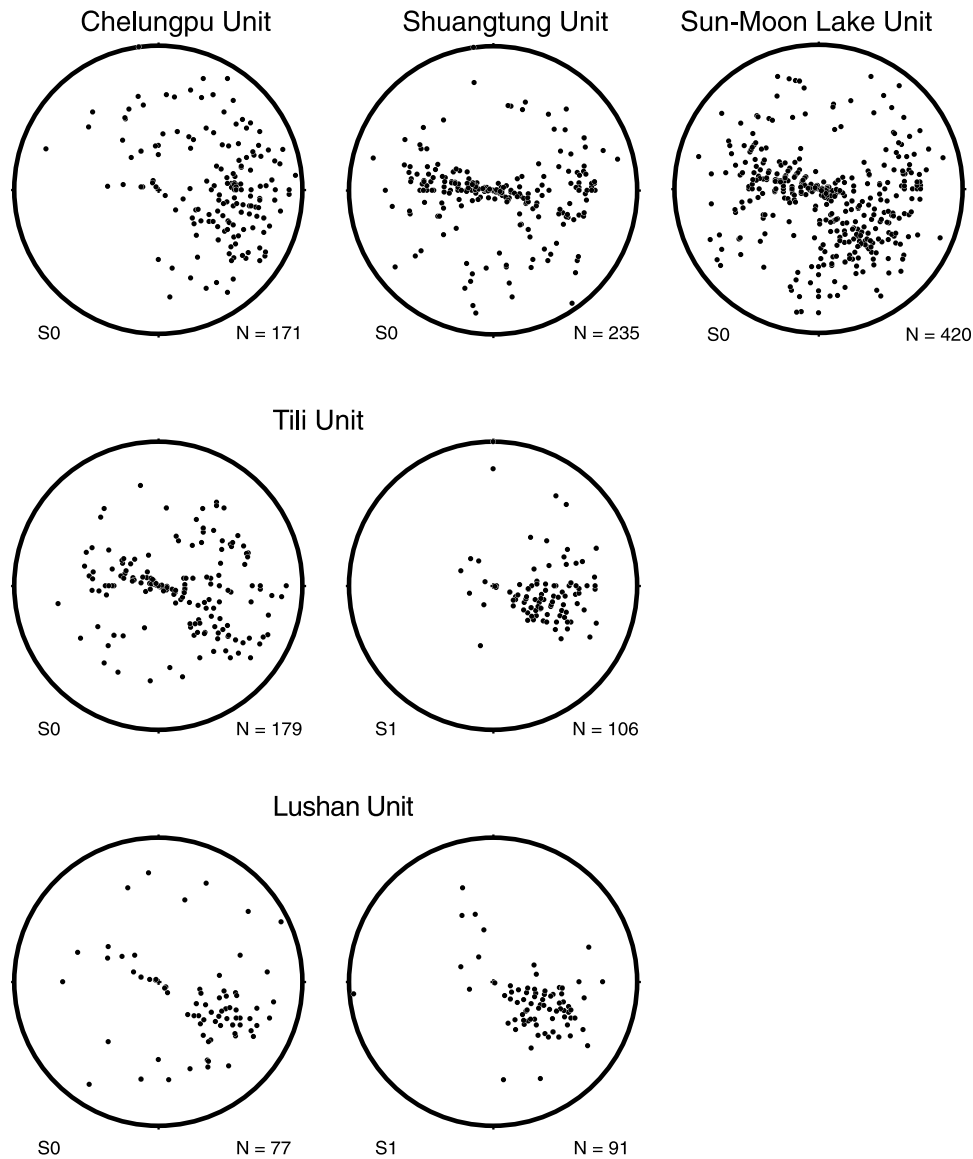 Chelungpu Unit
Shuangtung Unit
Sun-Moon Lake Unit
S0
N = 171
S0
N = 235
S0
N = 420
Tili Unit
S0
N = 179
S1
N = 106
Lushan Unit
S0
N = 77
S1
N = 91